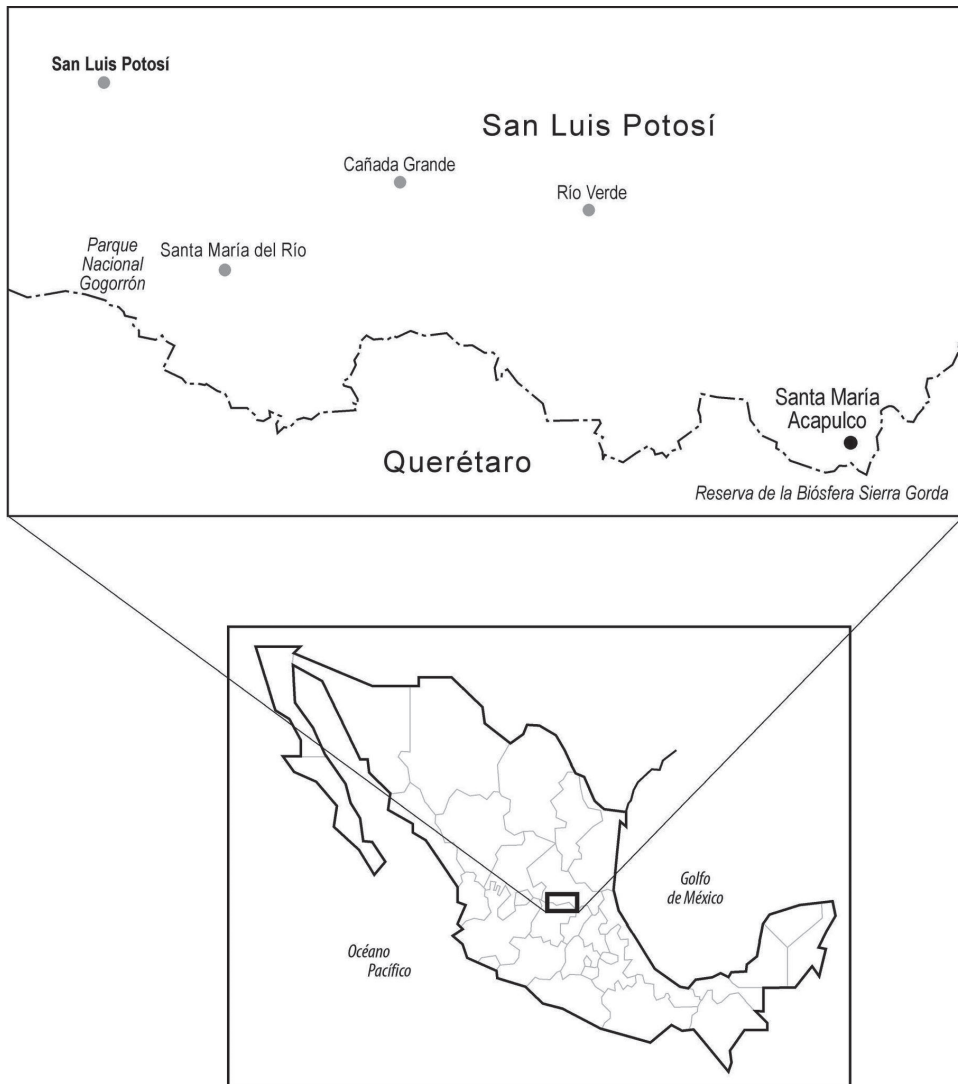 San Luis Potosí
San Luis Potosí
Cañada Grande
Río Verde
Parque
Nacional
Gogorrón
Santa María del Río
Santa María
Acapulco
Querétaro
Reserva de la Biósfera Sierra Gorda
Golfo
de México
Océano
Pacífico